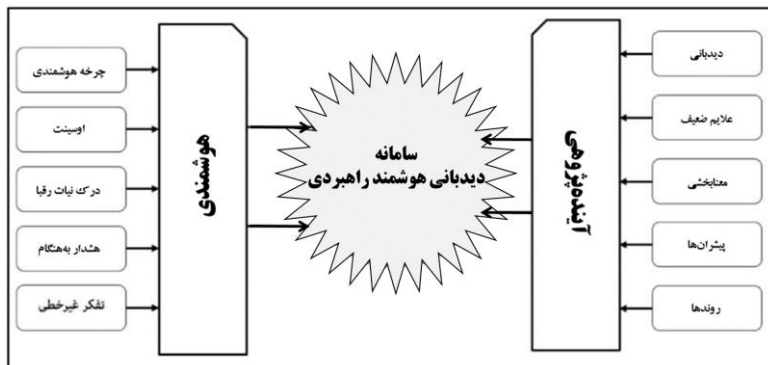 دیدبانی
علایم ضعیف
معنابخشی
پیشران‌ها
روندها
آینده‌پژوهی
سامانه
دیدبانی هوشمند راهبردی
هوشمندی
چرخه هوشمندی
اوسینت
درک نیات رقبا
هشدار به‌هنگام
تفکر غیرخطی